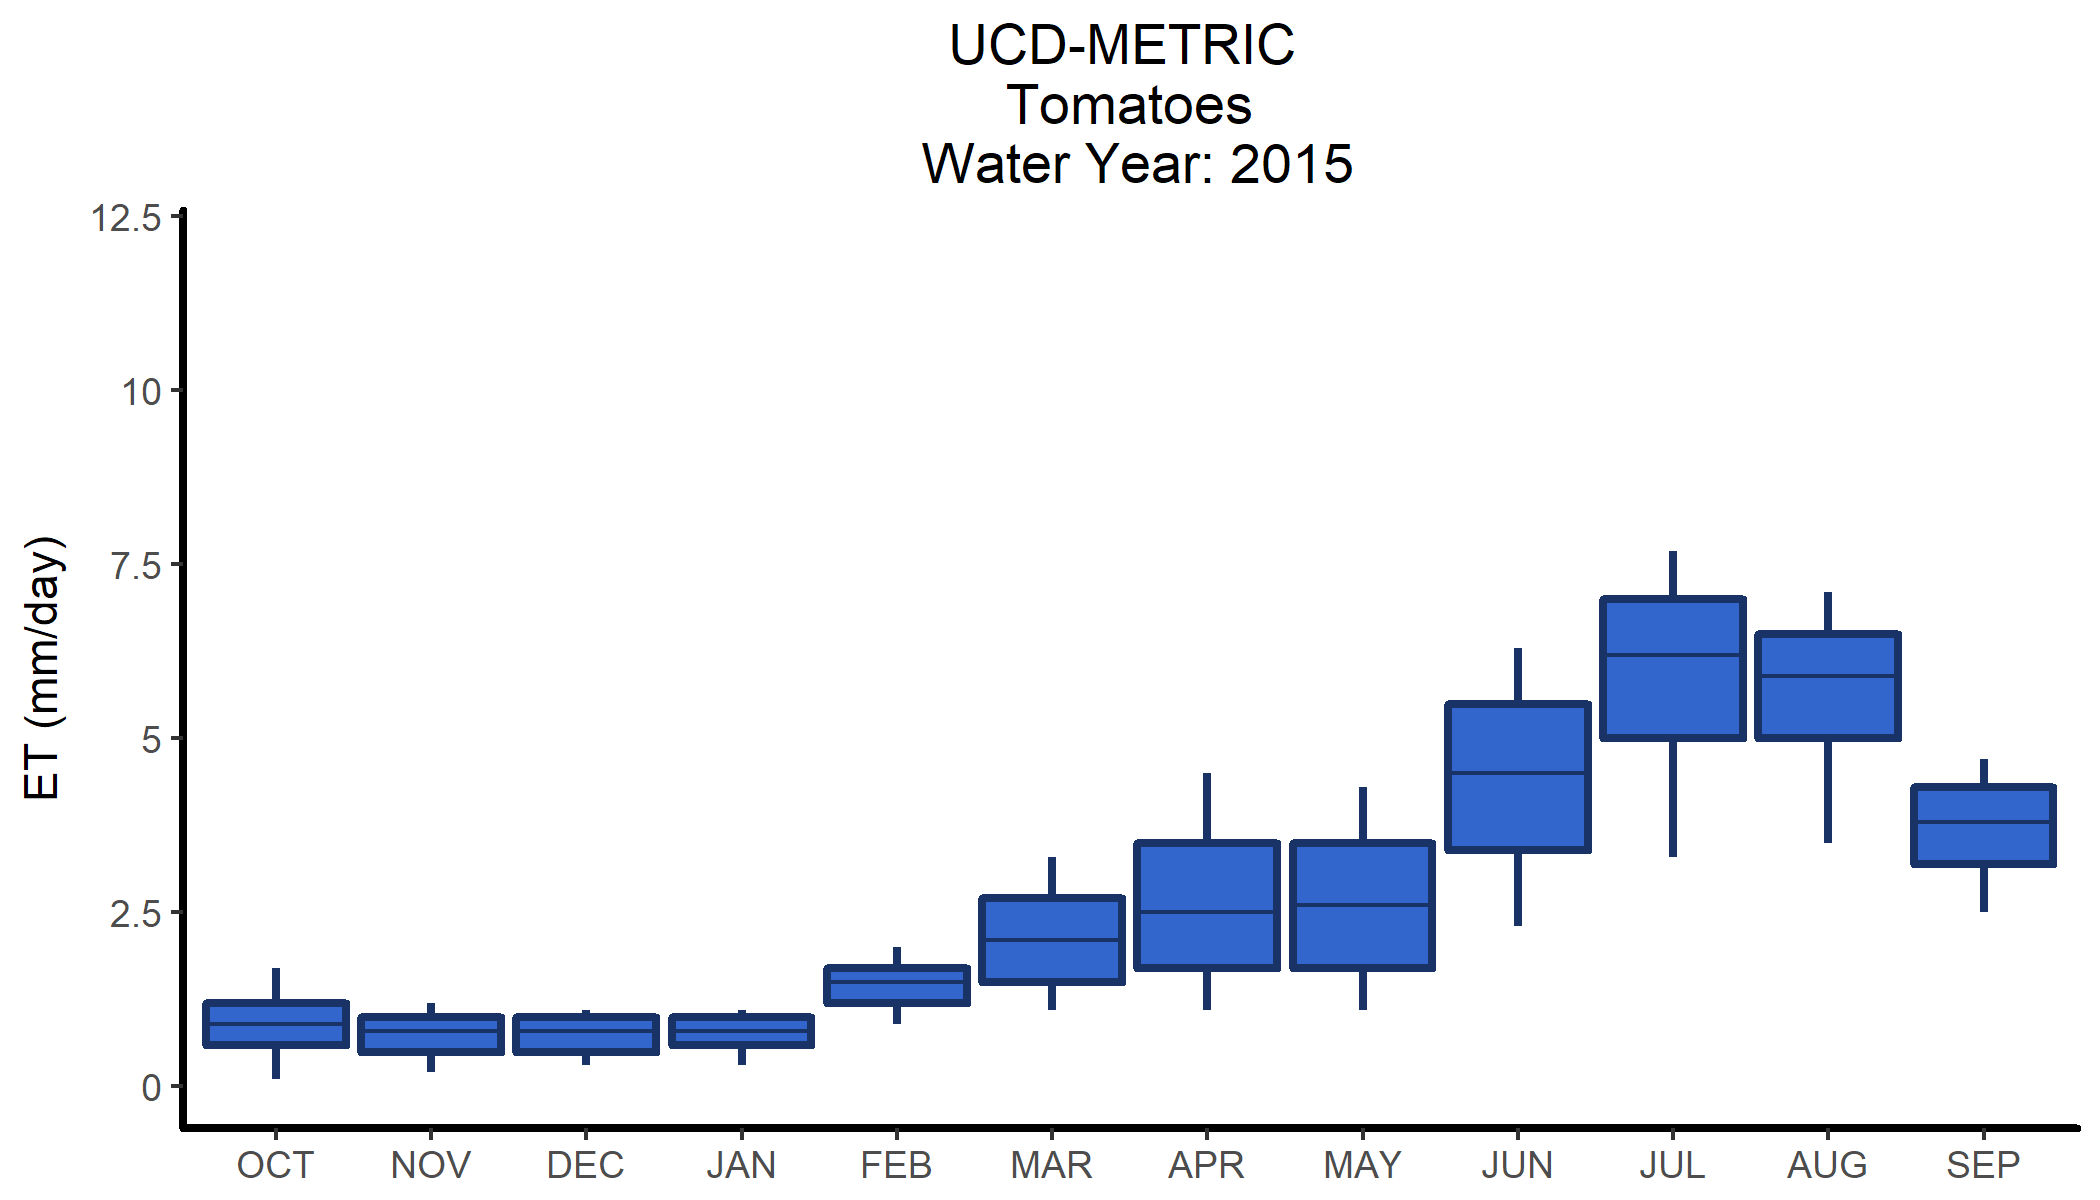 UCD-METRIC
Tomatoes
Water Year: 2015
12.5
10
7.5
5
2.5
0
ET (mm/day)
OCT NOV DEC JAN FEB MAR APR MAY JUN JUL AUG SEP